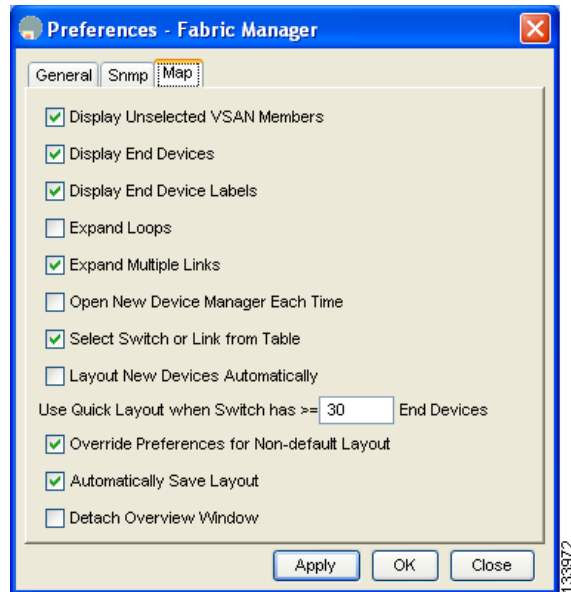 Preferences - Fabric Manager
General Snmp Map
Display Unselected VSAN Members
Display End Devices
Display End Device Labels
Expand Loops
Expand Multiple Links
Open New Device Manager Each Time
Select Switch or Link from Table
Layout New Devices Automatically
Use Quick Layout when Switch has >= 30 End Devices
Override Preferences for Non-default Layout
Automatically Save Layout
Detach Overview Window
Apply OK Close
133972